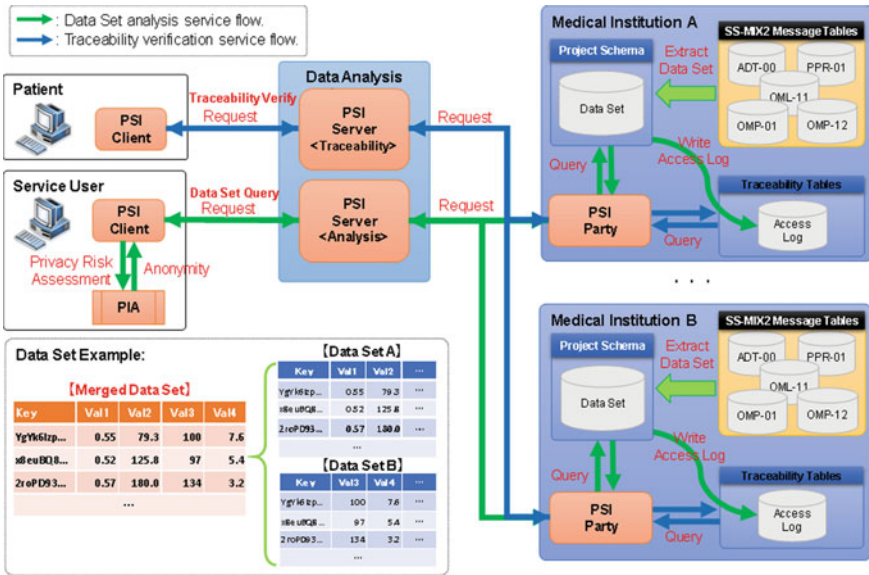 : Data Set analysis service flow.
: Traceability verification service flow.
Patient
PSI
Client
Traceability Verify
Request
Data Analysis
PSI
Server
<Traceability>
Request
Service User
PSI
Client
Data Set Query
Request
PSI
Server
<Analysis>
Request
Privacy Risk
Assessment
Anonymity
PIA
Medical Institution A
Project Schema
Data Set
Extract
Data Set
SS-MIX2 Message Tables
ADT-00
PPR-01
OML-11
OMP-01
OMP-12
Write
Access Log
Query
PSI
Party
Query
Traceability Tables
Access
Log
. . .
Medical Institution B
Project Schema
Data Set
Extract
Data Set
SS-MIX2 Message Tables
ADT-00
PPR-01
OML-11
OMP-01
OMP-12
Write
Access Log
Query
PSI
Party
Query
Traceability Tables
Access
Log
Data Set Example:
【Merged Data Set】
Key Val1 Val2 Val3 Val4
YgYk6Izp... 0.55 79.3 100 7.6
x8euBQ8... 0.52 125.8 97 5.4
2roPD93... 0.57 180.0 134 3.2
...
【Data Set A】
Key Val1 Val2 ...
YgYk6Izp... 0.55 79.3 ...
x8euBQ8... 0.52 125.8 ...
2roPD93... 0.57 180.0 ...
...
【Data Set B】
Key Val3 Val4 ...
YgYk6Izp... 100 7.6 ...
x8euBQ8... 97 5.4 ...
2roPD93... 134 3.2 ...
...